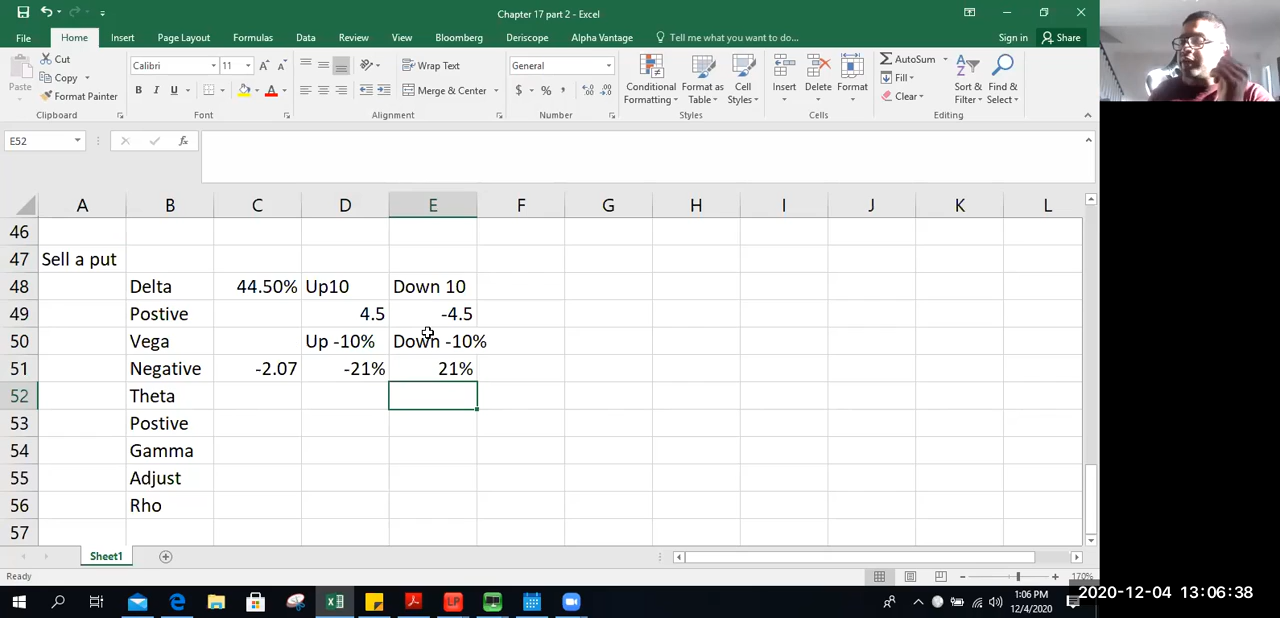 Chapter 17 part 2 - Excel
File Home Insert Page Layout Formulas Data Review View Bloomberg Deriscope Alpha Vantage Tell me what you want to do... Sign in Share
Cut
Copy
Format Painter
Paste
Clipboard
Calibri 11
B I U
Font
Wrap Text
Merge & Center
Alignment
General
$ % ,
Number
Conditional Formatting
Format as Table
Cell Styles
Styles
Insert
Delete
Format
Cells
AutoSum
Fill
Clear
Sort & Filter
Find & Select
Editing
E52
fx
A B C D E F G H I J K L
46
47 Sell a put
48 Delta 44.50% Up10 Down 10
49 Postive 4.5 -4.5
50 Vega Up -10% Down -10%
51 Negative -2.07 -21% 21%
52 Theta
53 Postive
54 Gamma
55 Adjust
56 Rho
57
Sheet1
Ready
170%
1:06 PM
12/4/2020
2020-12-04 13:06:38